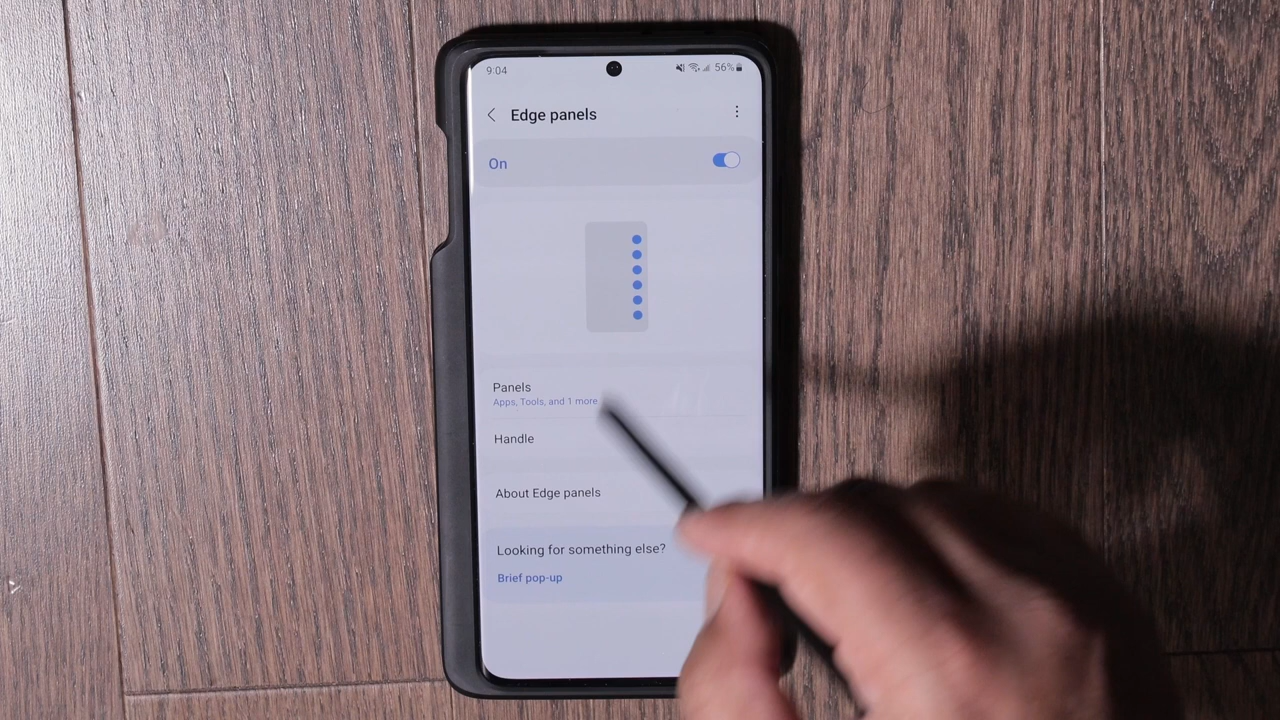 9:04
56%
Edge panels
On
Panels
Apps, Tools, and 1 more
Handle
About Edge panels
Looking for something else?
Brief pop-up